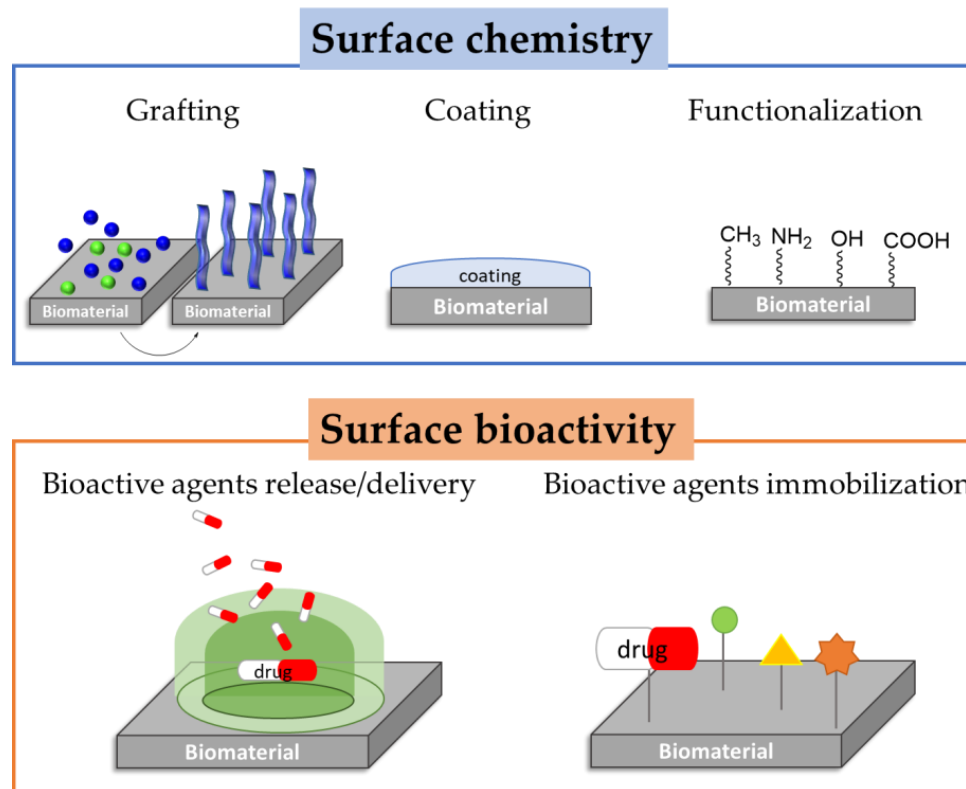 Surface chemistry
Grafting
Coating
Functionalization
Biomaterial
Biomaterial
coating
Biomaterial
CH₃
NH₂
OH
COOH
Biomaterial
Surface bioactivity
Bioactive agents release/delivery
Bioactive agents immobilization
drug
Biomaterial
drug
Biomaterial